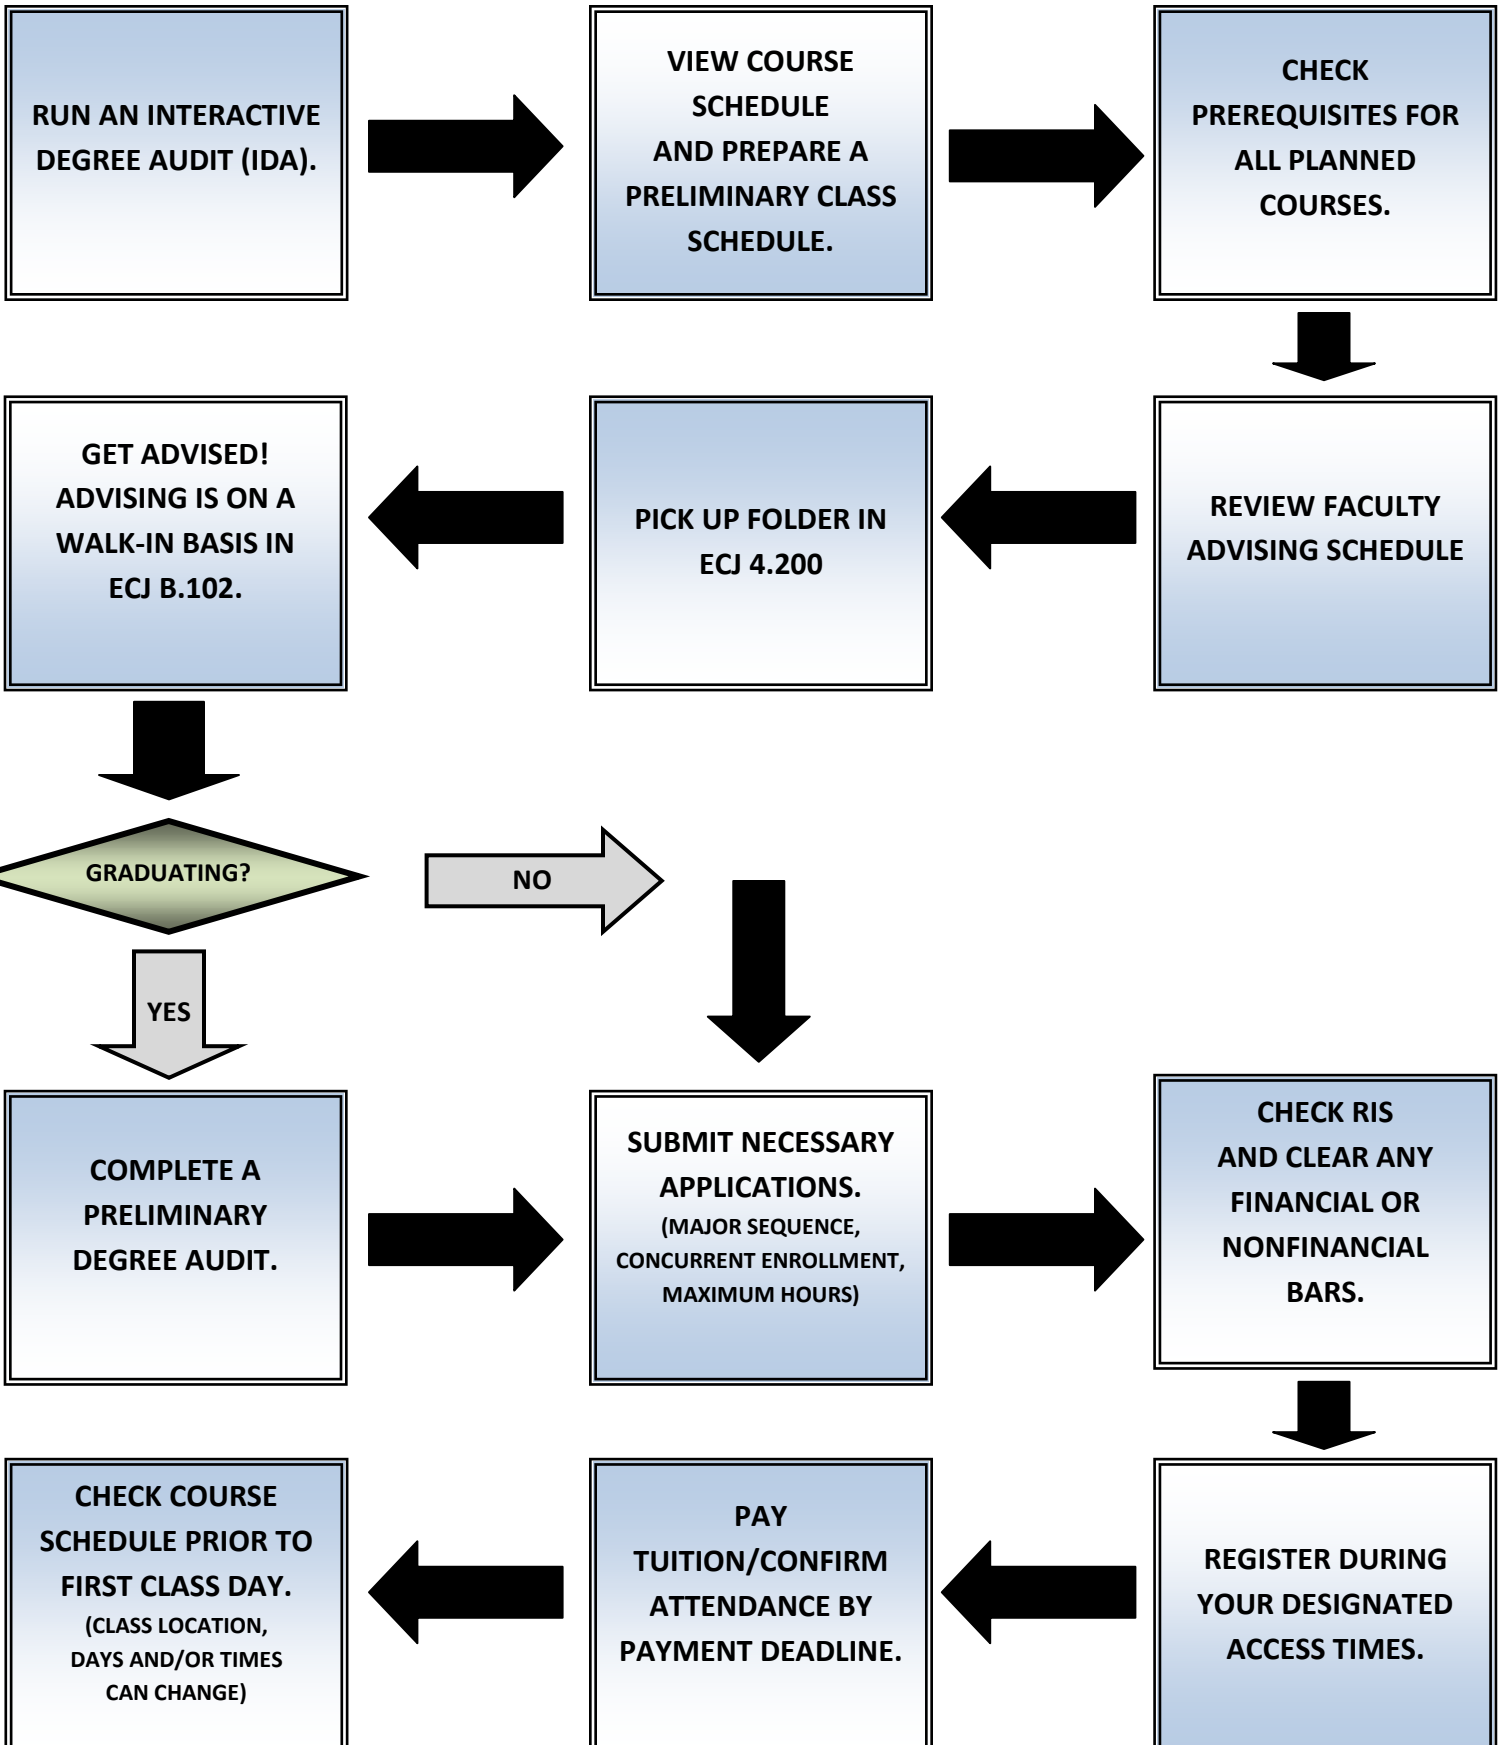 RUN AN INTERACTIVE
DEGREE AUDIT (IDA).
VIEW COURSE
SCHEDULE
AND PREPARE A
PRELIMINARY CLASS
SCHEDULE.
CHECK
PREREQUISITES FOR
ALL PLANNED
COURSES.
REVIEW FACULTY
ADVISING SCHEDULE
PICK UP FOLDER IN
ECJ 4.200
GET ADVISED!
ADVISING IS ON A
WALK-IN BASIS IN
ECJ B.102.
GRADUATING?
NO
YES
COMPLETE A
PRELIMINARY
DEGREE AUDIT.
SUBMIT NECESSARY
APPLICATIONS.
(MAJOR SEQUENCE,
CONCURRENT ENROLLMENT,
MAXIMUM HOURS)
CHECK RIS
AND CLEAR ANY
FINANCIAL OR
NONFINANCIAL
BARS.
REGISTER DURING
YOUR DESIGNATED
ACCESS TIMES.
PAY
TUITION/CONFIRM
ATTENDANCE BY
PAYMENT DEADLINE.
CHECK COURSE
SCHEDULE PRIOR TO
FIRST CLASS DAY.
(CLASS LOCATION,
DAYS AND/OR TIMES
CAN CHANGE)